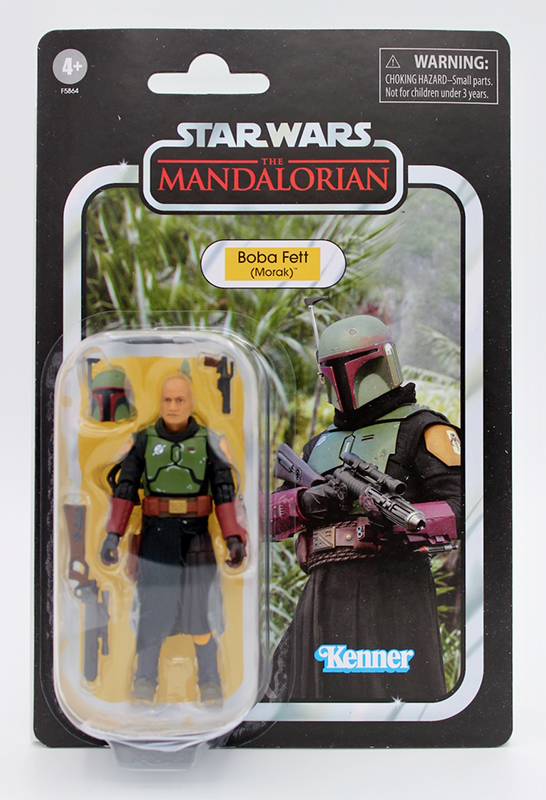 4+
F5864
⚠ WARNING:
CHOKING HAZARD–Small parts.
Not for children under 3 years.
STAR WARS
THE
MANDALORIAN
Boba Fett
(Morak)™
Kenner